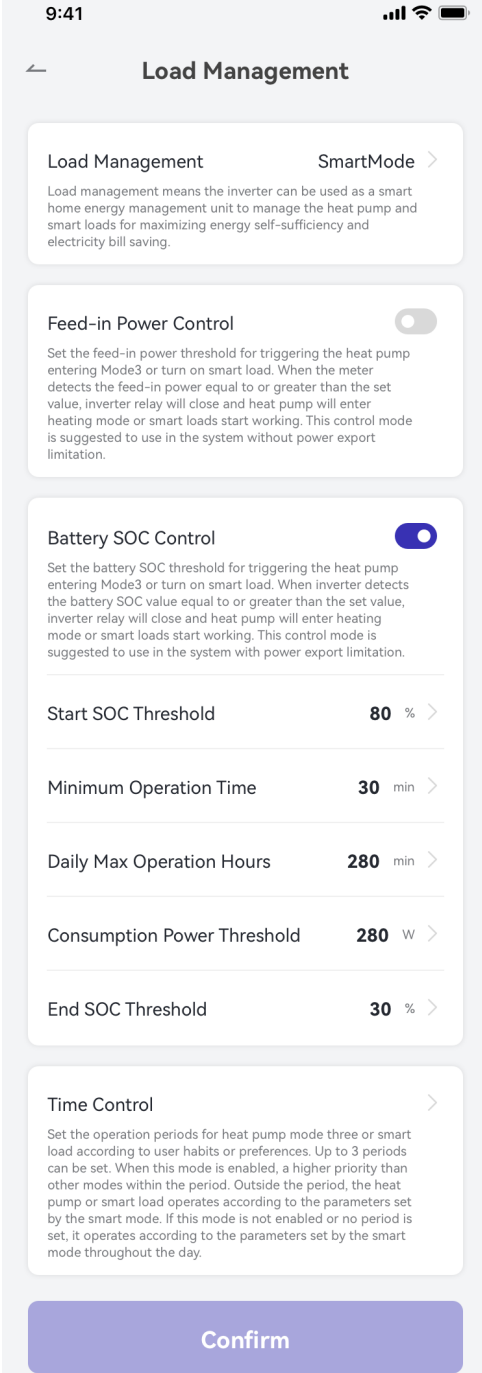 9:41
Load Management
Load Management SmartMode
Load management means the inverter can be used as a smart
home energy management unit to manage the heat pump and
smart loads for maximizing energy self-sufficiency and
electricity bill saving.
Feed-in Power Control
Set the feed-in power threshold for triggering the heat pump
entering Mode3 or turn on smart load. When the meter
detects the feed-in power equal to or greater than the set
value, inverter relay will close and heat pump will enter
heating mode or smart loads start working. This control mode
is suggested to use in the system without power export
limitation.
Battery SOC Control
Set the battery SOC threshold for triggering the heat pump
entering Mode3 or turn on smart load. When inverter detects
the battery SOC value equal to or greater than the set value,
inverter relay will close and heat pump will enter heating
mode or smart loads start working. This control mode is
suggested to use in the system with power export limitation.
Start SOC Threshold 80 %
Minimum Operation Time 30 min
Daily Max Operation Hours 280 min
Consumption Power Threshold 280 W
End SOC Threshold 30 %
Time Control
Set the operation periods for heat pump mode three or smart
load according to user habits or preferences. Up to 3 periods
can be set. When this mode is enabled, a higher priority than
other modes within the period. Outside the period, the heat
pump or smart load operates according to the parameters set
by the smart mode. If this mode is not enabled or no period is
set, it operates according to the parameters set by the smart
mode throughout the day.
Confirm